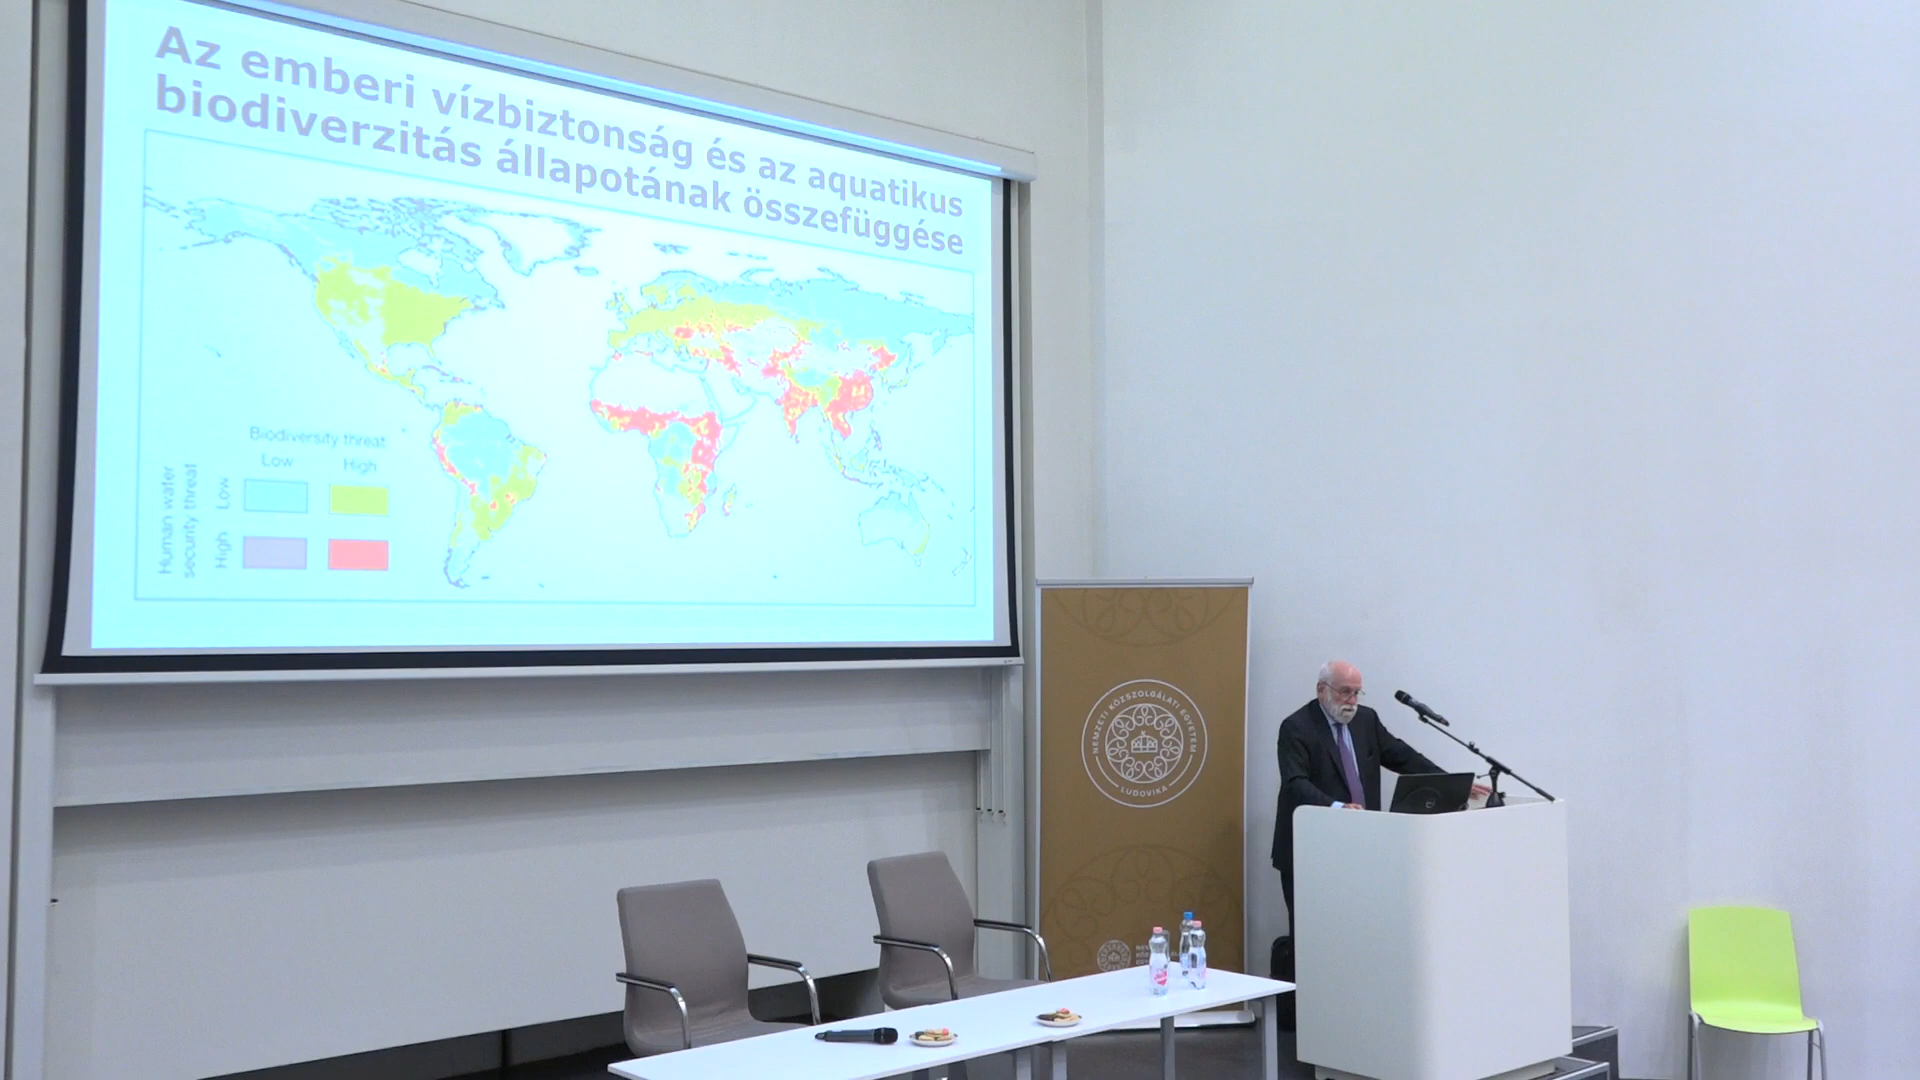 Az emberi vízbiztonság és az aquatikus
biodiverzitás állapotának összefüggése
Biodiversity threat
Low High
Human water
security threat
Low
High
NEMZETI KÖZSZOLGÁLATI EGYETEM
LUDOVIKA